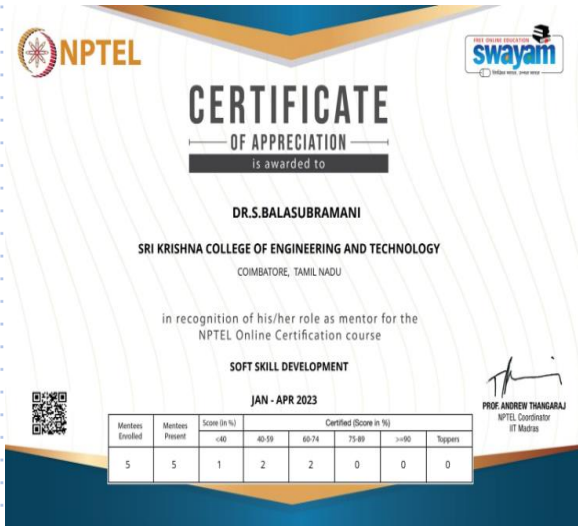 NPTEL
FREE ONLINE EDUCATION
swayam
शिक्षित भारत, उन्नत भारत
CERTIFICATE
OF APPRECIATION
is awarded to
DR.S.BALASUBRAMANI
SRI KRISHNA COLLEGE OF ENGINEERING AND TECHNOLOGY
COIMBATORE, TAMIL NADU
in recognition of his/her role as mentor for the
NPTEL Online Certification course
SOFT SKILL DEVELOPMENT
JAN - APR 2023
PROF. ANDREW THANGARAJ
NPTEL Coordinator
IIT Madras
Mentees Enrolled Mentees Present Score (in %) Certified (Score in %)
<40 40-59 60-74 75-89 >=90 Toppers
5 5 1 2 2 0 0 0